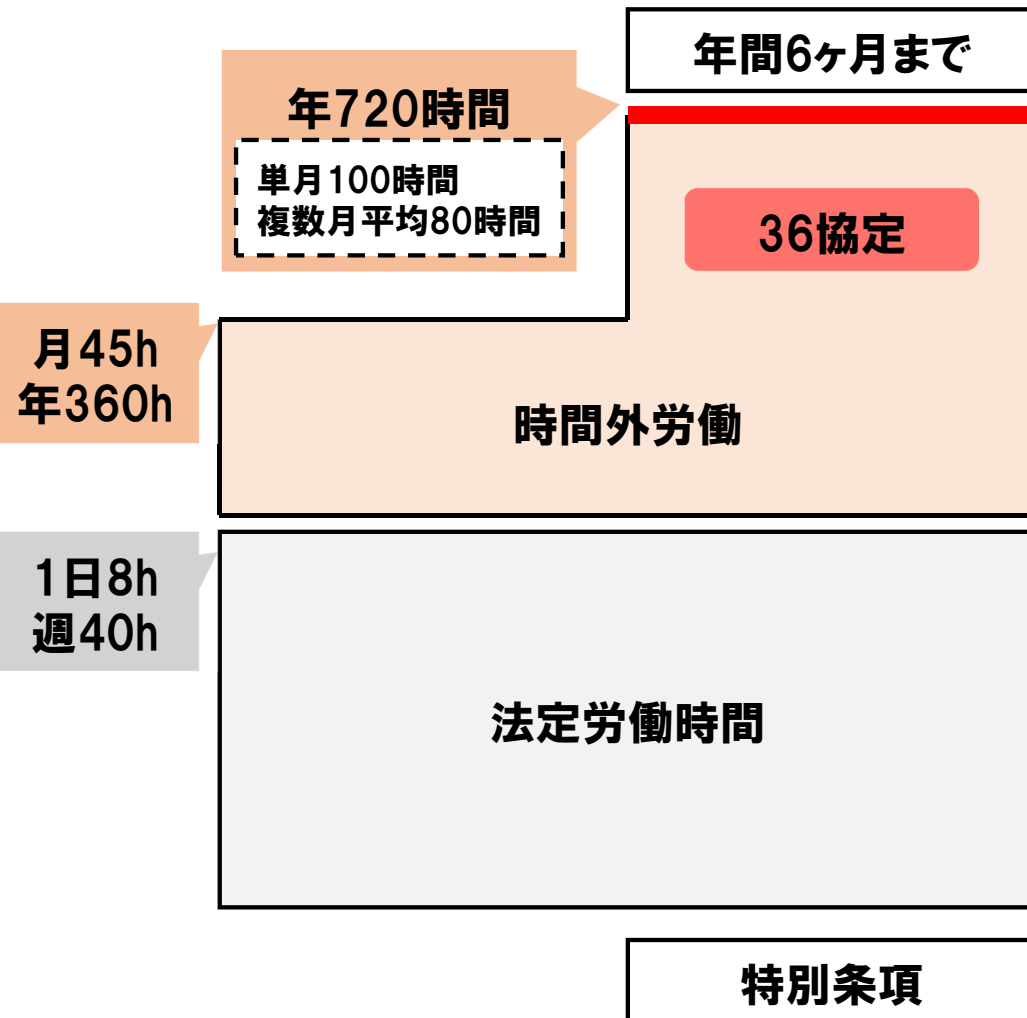 年間6ヶ月まで
年720時間
単月100時間
複数月平均80時間
36協定
月45h
年360h
時間外労働
1日8h
週40h
法定労働時間
特別条項